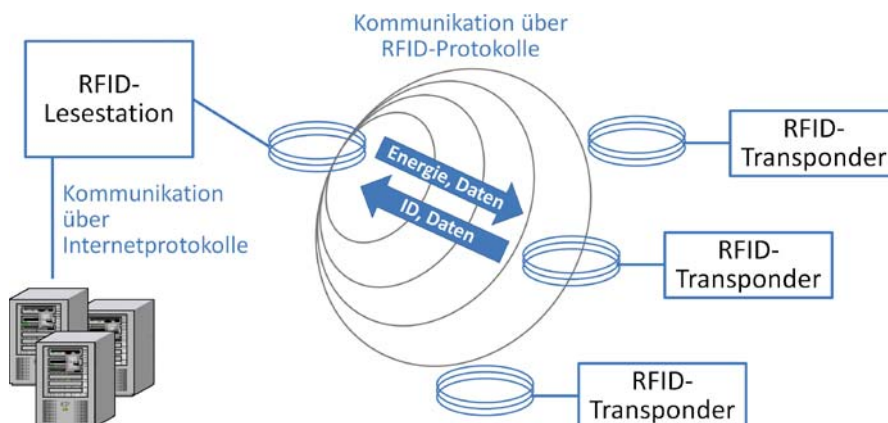 Kommunikation über
RFID-Protokolle
RFID-
Lesestation
Energie, Daten
ID, Daten
RFID-
Transponder
Kommunikation
über
Internetprotokolle
RFID-
Transponder
RFID-
Transponder